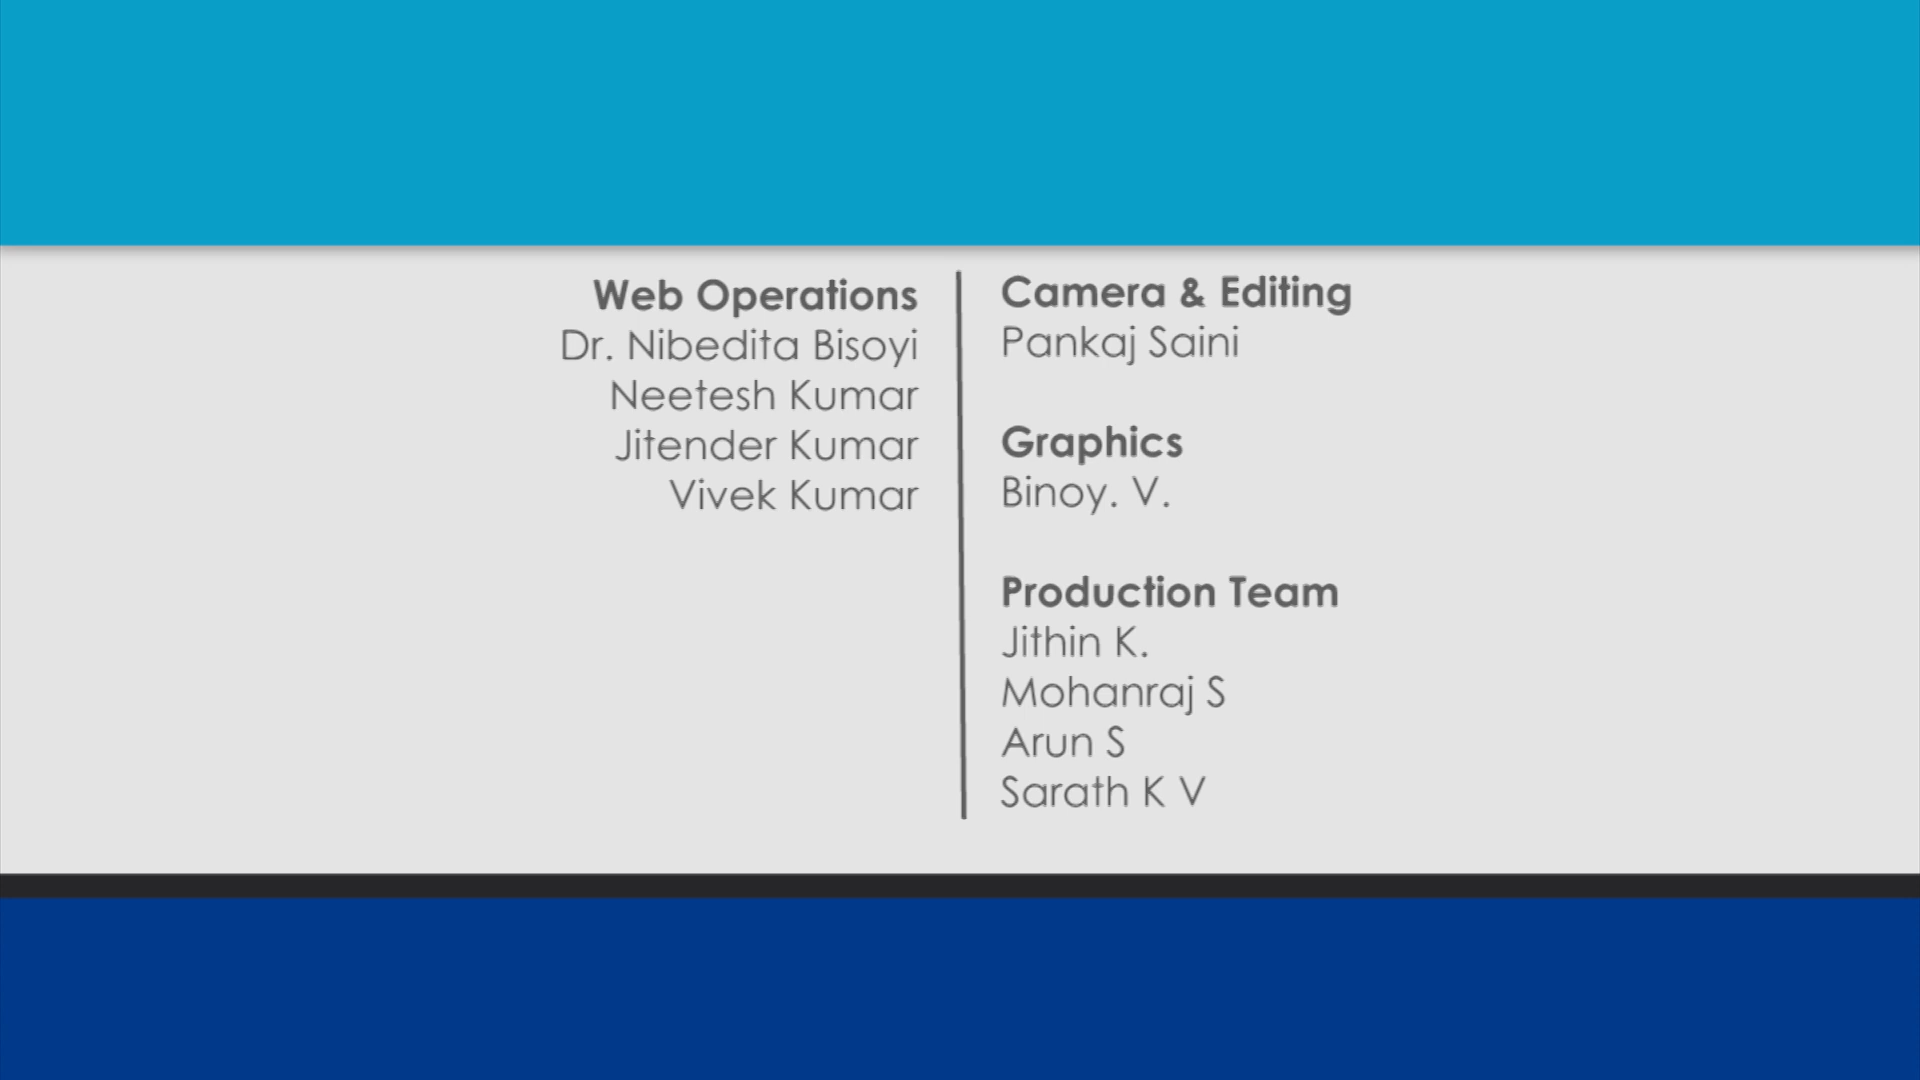 Web Operations
Dr. Nibedita Bisoyi
Neetesh Kumar
Jitender Kumar
Vivek Kumar
Camera & Editing
Pankaj Saini
Graphics
Binoy. V.
Production Team
Jithin K.
Mohanraj S
Arun S
Sarath K V